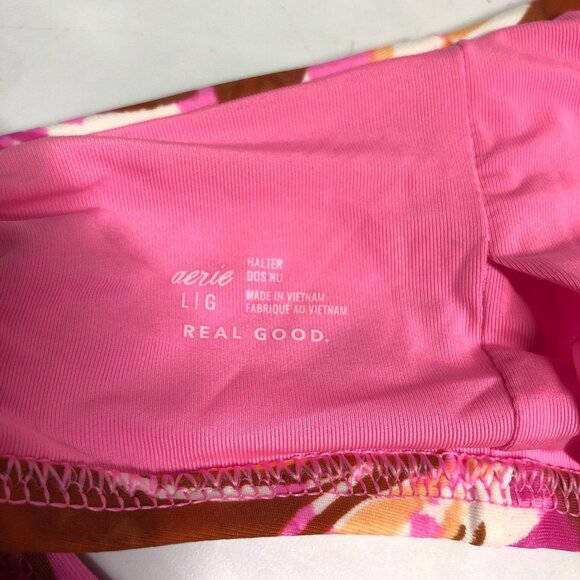 aerie
L|G
HALTER
DOS NU
MADE IN VIETNAM
FABRIQUÉ AU VIETNAM
REAL GOOD.